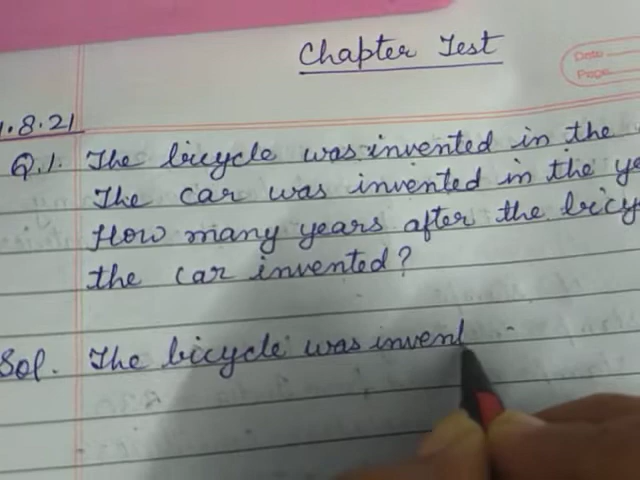 Chapter Test
Date
Page
.8.21
Q.1. The bicycle was invented in the
The car was invented in the ye
How many years after the bicy
the car invented?
Sol. The bicycle was invent